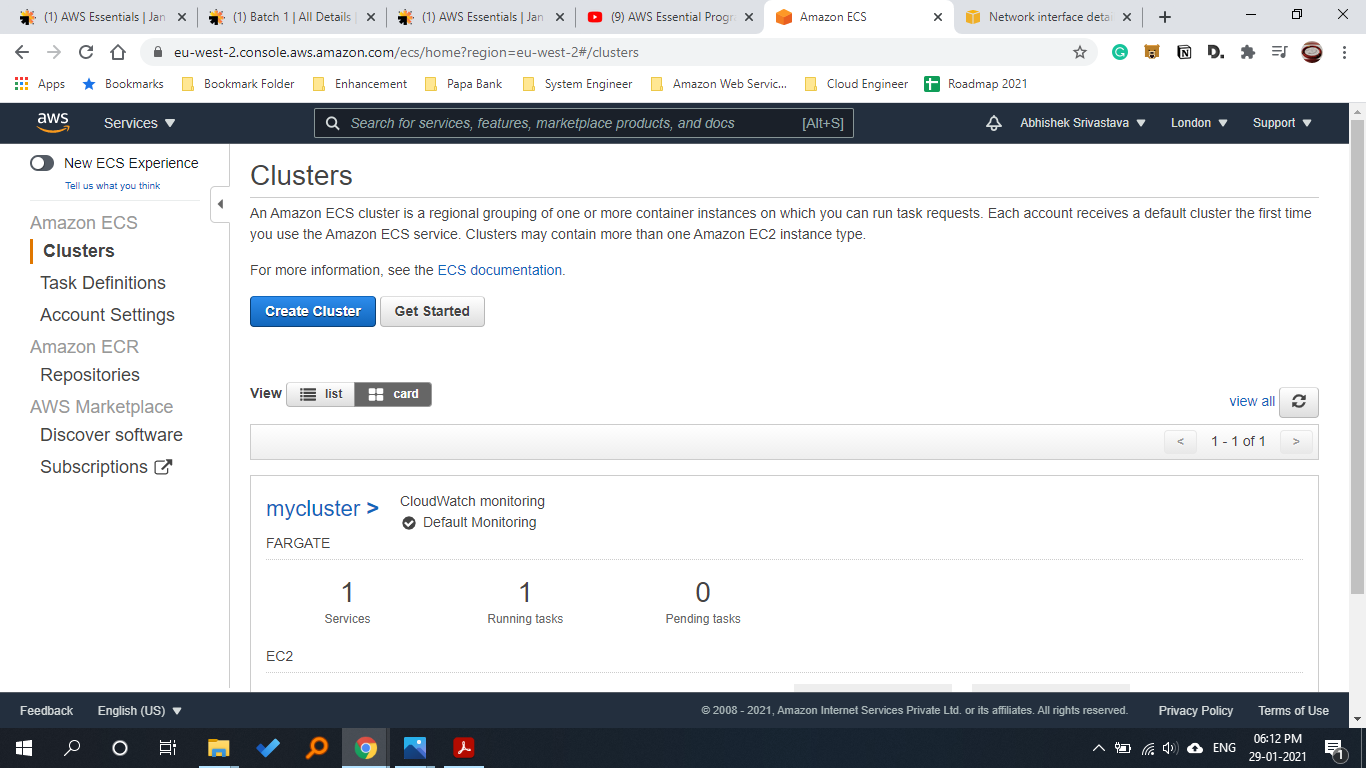 (1) AWS Essentials | Jan
(1) Batch 1 | All Details |
(1) AWS Essentials | Jan
(9) AWS Essential Progr
Amazon ECS
Network interface detai
eu-west-2.console.aws.amazon.com/ecs/home?region=eu-west-2#/clusters
Apps
Bookmarks
Bookmark Folder
Enhancement
Papa Bank
System Engineer
Amazon Web Servic...
Cloud Engineer
Roadmap 2021
aws
Services
Search for services, features, marketplace products, and docs
[Alt+S]
Abhishek Srivastava
London
Support
New ECS Experience
Tell us what you think
Amazon ECS
Clusters
Task Definitions
Account Settings
Amazon ECR
Repositories
AWS Marketplace
Discover software
Subscriptions
Clusters
An Amazon ECS cluster is a regional grouping of one or more container instances on which you can run task requests. Each account receives a default cluster the first time
you use the Amazon ECS service. Clusters may contain more than one Amazon EC2 instance type.
For more information, see the ECS documentation.
Create Cluster
Get Started
View
list
card
view all
< 1 - 1 of 1 >
mycluster >
CloudWatch monitoring
Default Monitoring
FARGATE
1
1
0
Services
Running tasks
Pending tasks
EC2
Feedback
English (US)
© 2008 - 2021, Amazon Internet Services Private Ltd. or its affiliates. All rights reserved.
Privacy Policy
Terms of Use
ENG
06:12 PM
29-01-2021
1